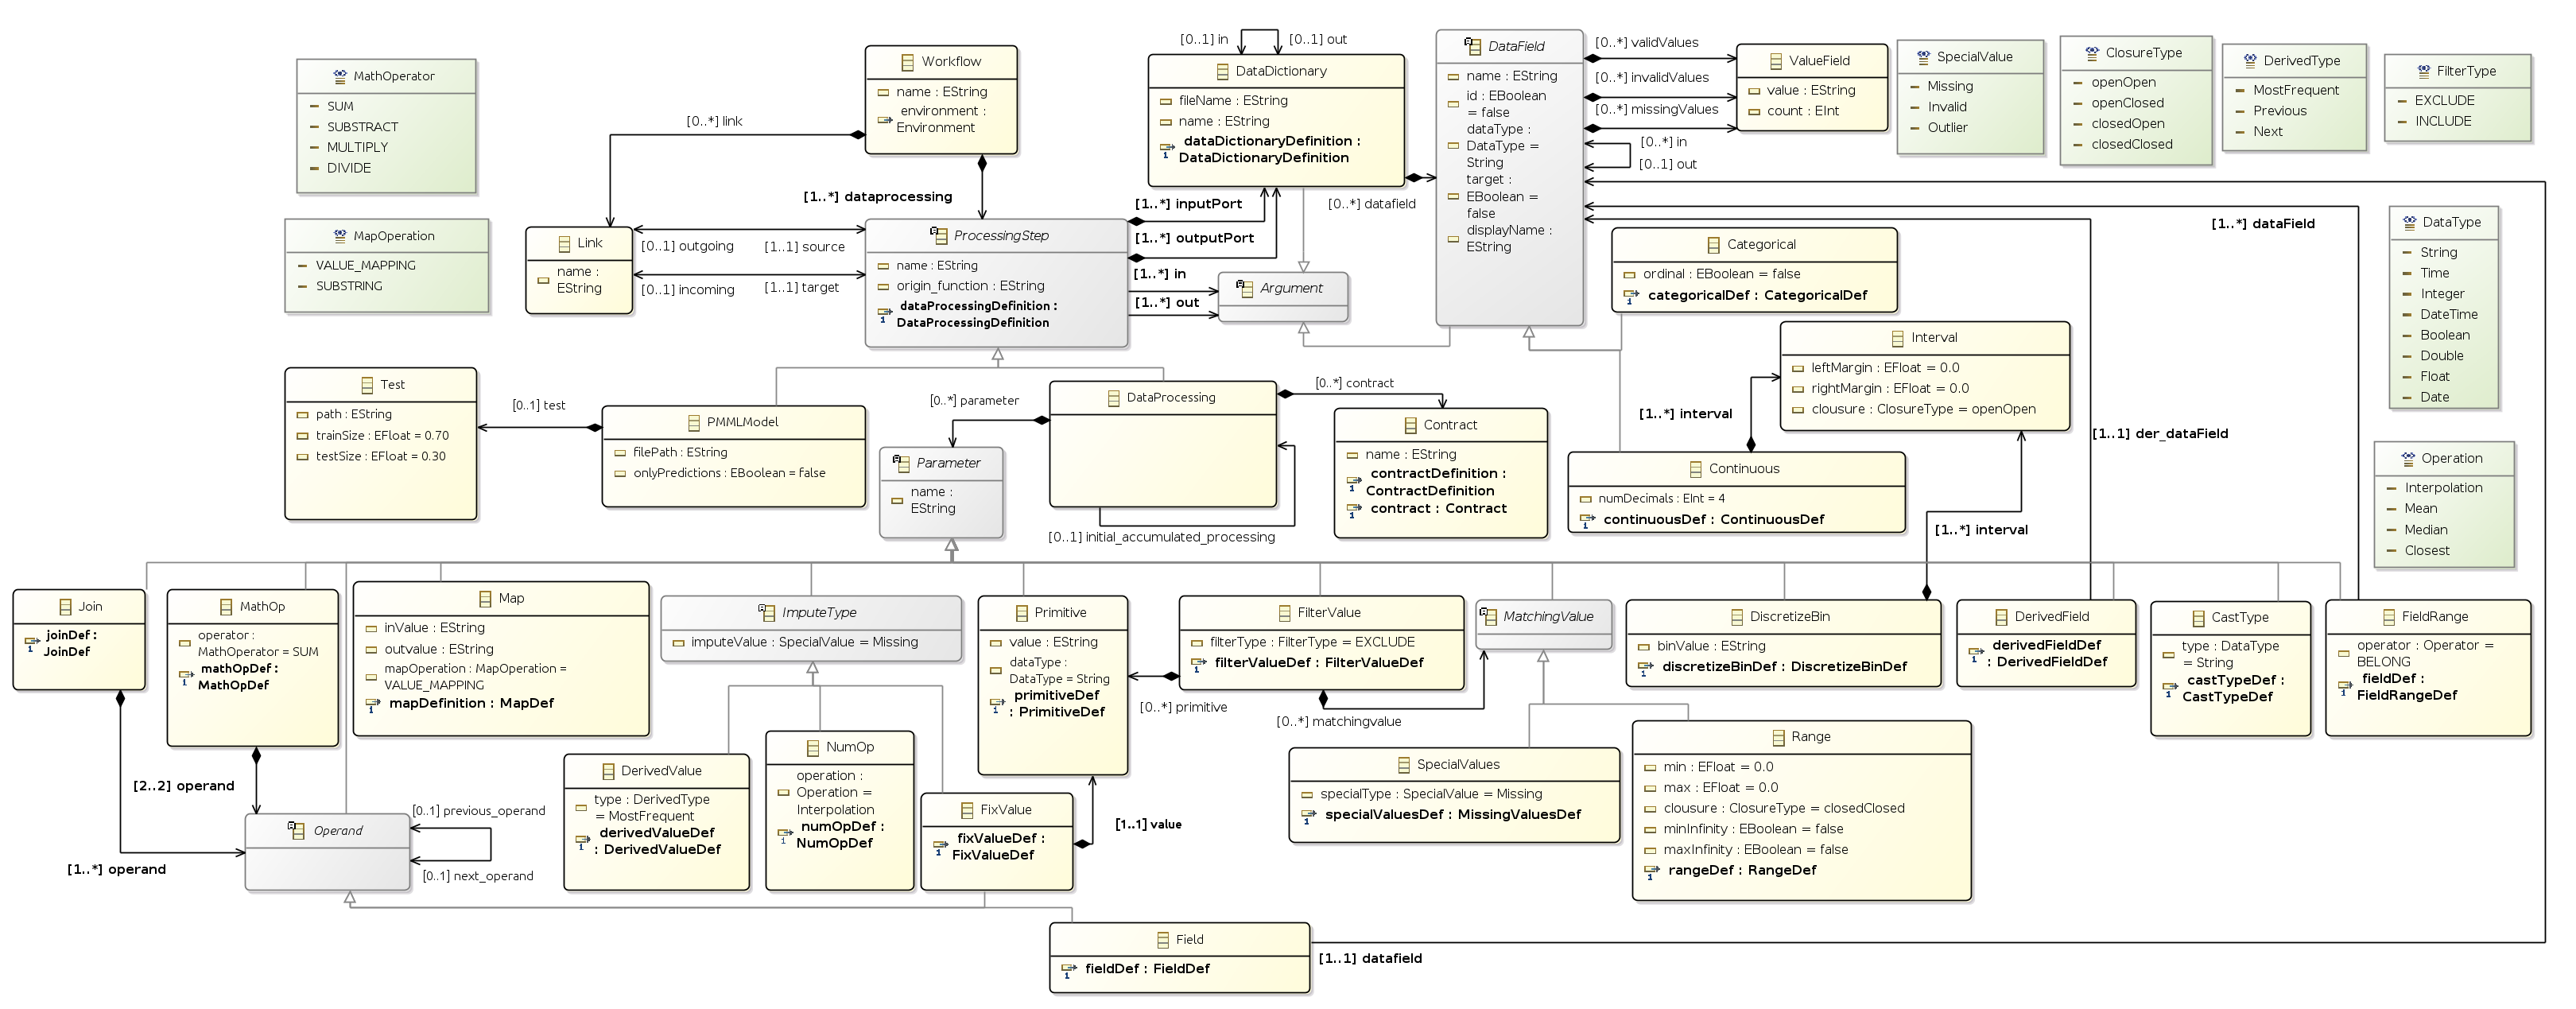 MathOperator
SUM
SUBSTRACT
MULTIPLY
DIVIDE
MapOperation
VALUE_MAPPING
SUBSTRING
Workflow
name : EString
environment :
Environment
[0..*] link
[1..*] dataprocessing
Link
name :
EString
[0..1] outgoing
[1..1] source
[0..1] incoming
[1..1] target
ProcessingStep
name : EString
origin_function : EString
dataProcessingDefinition :
DataProcessingDefinition
[0..1] in
[0..1] out
DataDictionary
fileName : EString
name : EString
dataDictionaryDefinition :
DataDictionaryDefinition
[1..*] inputPort
[1..*] outputPort
[1..*] in
[1..*] out
[0..*] datafield
Argument
DataField
name : EString
id : EBoolean
= false
dataType :
DataType =
String
target :
EBoolean =
false
displayName :
EString
[0..*] validValues
[0..*] invalidValues
[0..*] missingValues
[0..*] in
[0..1] out
ValueField
value : EString
count : EInt
SpecialValue
Missing
Invalid
Outlier
ClosureType
openOpen
openClosed
closedOpen
closedClosed
DerivedType
MostFrequent
Previous
Next
FilterType
EXCLUDE
INCLUDE
[1..*] dataField
DataType
String
Time
Integer
DateTime
Boolean
Double
Float
Date
Categorical
ordinal : EBoolean = false
categoricalDef : CategoricalDef
Interval
leftMargin : EFloat = 0.0
rightMargin : EFloat = 0.0
clousure : ClosureType = openOpen
[1..*] interval
[1..1] der_dataField
Continuous
numDecimals : EInt = 4
continuousDef : ContinuousDef
[1..*] interval
Operation
Interpolation
Mean
Median
Closest
Test
path : EString
trainSize : EFloat = 0.70
testSize : EFloat = 0.30
[0..1] test
PMMLModel
filePath : EString
onlyPredictions : EBoolean = false
[0..*] parameter
Parameter
name :
EString
DataProcessing
[0..*] contract
[0..1] initial_accumulated_processing
Contract
name : EString
contractDefinition :
ContractDefinition
contract : Contract
Join
joinDef :
JoinDef
MathOp
operator :
MathOperator = SUM
mathOpDef :
MathOpDef
Map
inValue : EString
outvalue : EString
mapOperation : MapOperation =
VALUE_MAPPING
mapDefinition : MapDef
ImputeType
imputeValue : SpecialValue = Missing
Primitive
value : EString
dataType :
DataType = String
primitiveDef
: PrimitiveDef
FilterValue
filterType : FilterType = EXCLUDE
filterValueDef : FilterValueDef
[0..*] primitive
[0..*] matchingvalue
MatchingValue
DiscretizeBin
binValue : EString
discretizeBinDef : DiscretizeBinDef
DerivedField
derivedFieldDef
: DerivedFieldDef
CastType
type : DataType
= String
castTypeDef :
CastTypeDef
FieldRange
operator : Operator =
BELONG
fieldDef :
FieldRangeDef
[2..2] operand
[1..*] operand
Operand
[0..1] previous_operand
[0..1] next_operand
DerivedValue
type : DerivedType
= MostFrequent
derivedValueDef
: DerivedValueDef
NumOp
operation :
Operation =
Interpolation
numOpDef :
NumOpDef
FixValue
fixValueDef :
FixValueDef
[1..1] value
SpecialValues
specialType : SpecialValue = Missing
specialValuesDef : MissingValuesDef
Range
min : EFloat = 0.0
max : EFloat = 0.0
clousure : ClosureType = closedClosed
minInfinity : EBoolean = false
maxInfinity : EBoolean = false
rangeDef : RangeDef
Field
fieldDef : FieldDef
[1..1] datafield